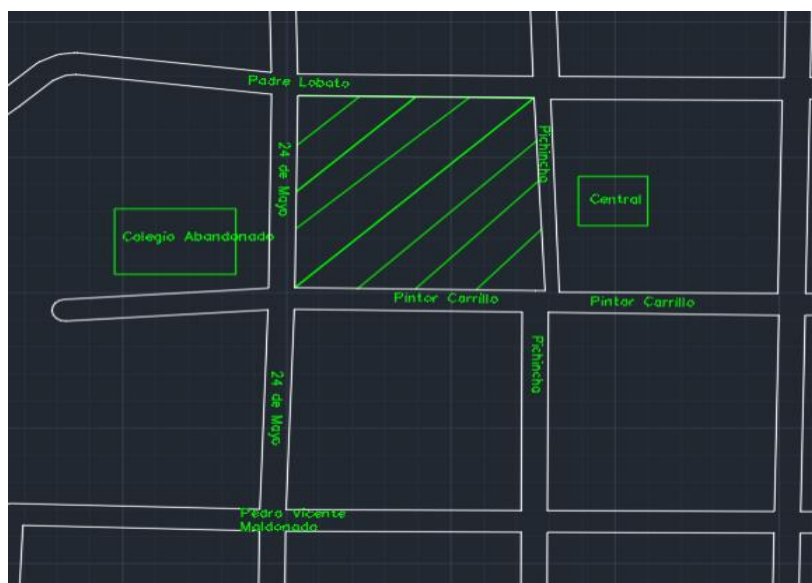 Padre Lobato
24 de Mayo
Pichincha
Central
Colegio Abandonado
Pintor Carrillo
Pintor Carrillo
Pichincha
24 de Mayo
Pedro Vicente
Maldonado